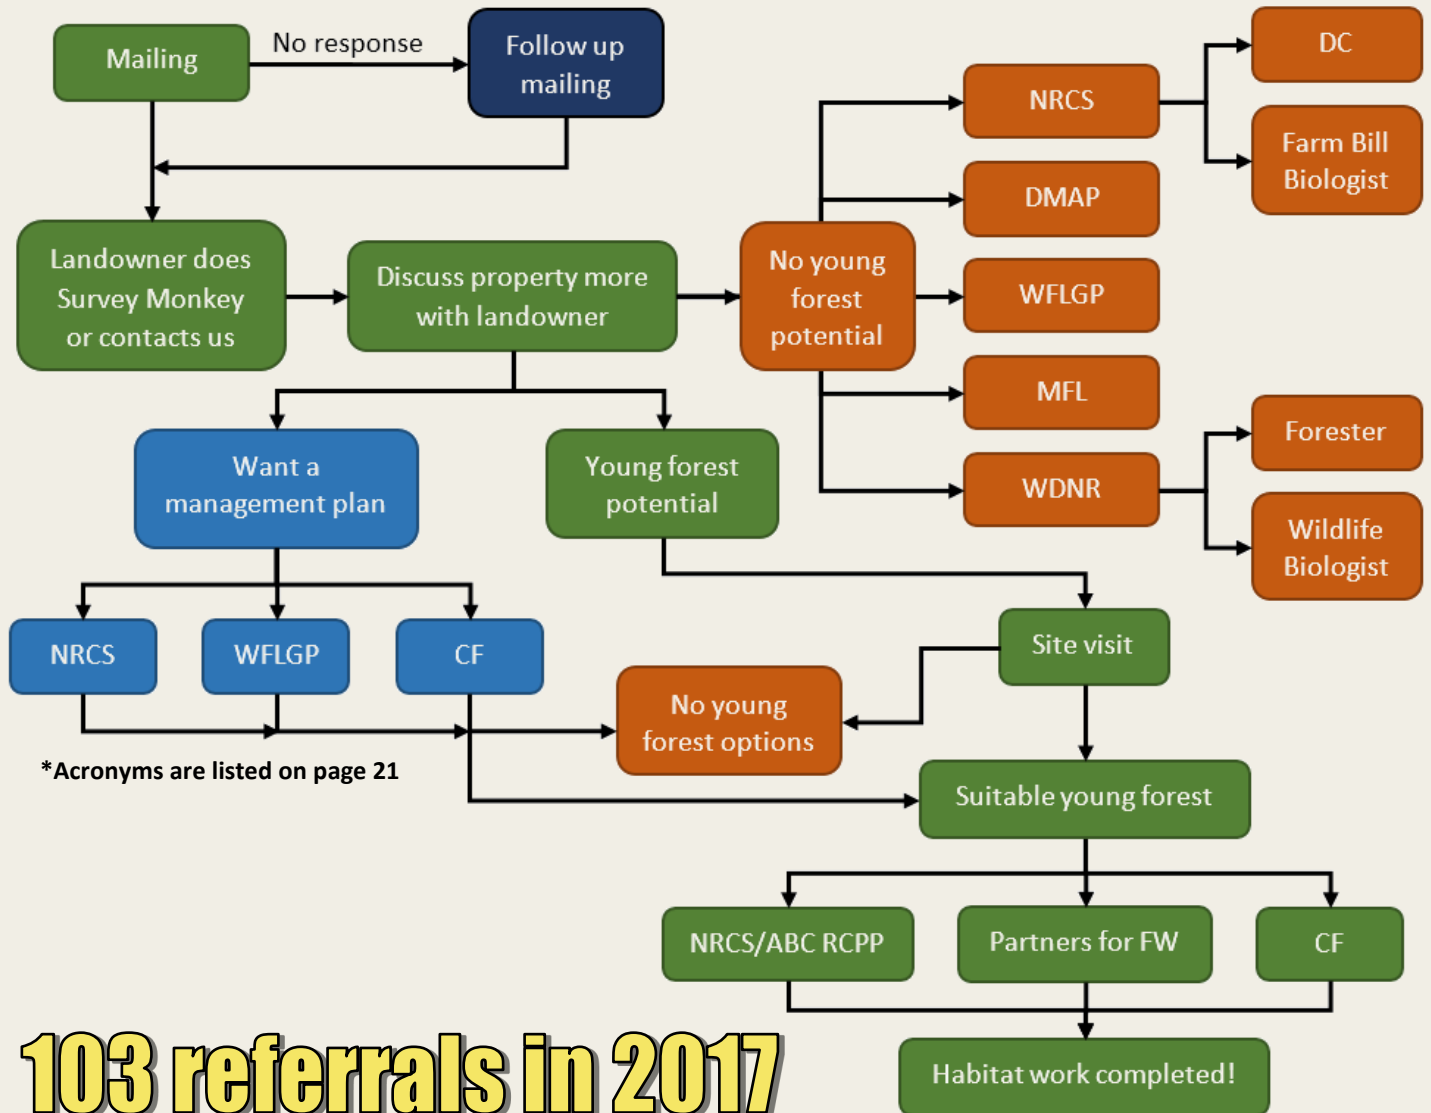 Mailing
No response
Follow up
mailing
NRCS
DC
Farm Bill
Biologist
DMAP
Landowner does
Survey Monkey
or contacts us
Discuss property more
with landowner
No young
forest
potential
WFLGP
MFL
WDNR
Forester
Wildlife
Biologist
Want a
management plan
Young forest
potential
NRCS
WFLGP
CF
Site visit
No young
forest options
*Acronyms are listed on page 21
Suitable young forest
NRCS/ABC RCPP
Partners for FW
CF
Habitat work completed!
103 referrals in 2017